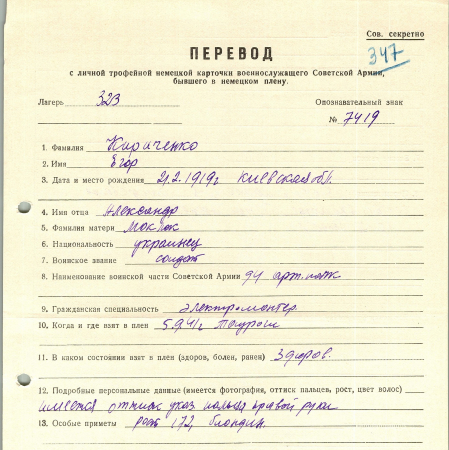 Сов. секретно
347
ПЕРЕВОД
с личной трофейной немецкой карточки военнослужащего Советской Армии,
бывшего в немецком плену.
Лагерь 323 Опознавательный знак
№ 7419
1. Фамилия Кириченко
2. Имя Егор
3. Дата и место рождения 21.2.1919г Киевская обл.
4. Имя отца Александр
5. Фамилия матери
6. Национальность украинец
7. Воинское звание солдат
8. Наименование воинской части Советской Армии 94 арт. полк
9. Гражданская специальность электромонтер
10. Когда и где взят в плен 5.9.41г
11. В каком состоянии взят в плен (здоров, болен, ранен) Здоров.
12. Подробные персональные данные (имеется фотография, оттиск пальцев, рост, цвет волос)
имеется оттиск указ. пальца правой руки
13. Особые приметы рост 172, блондин.